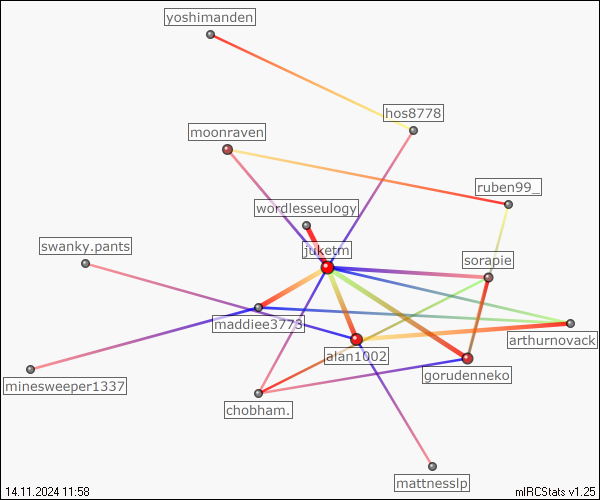 yoshimanden
hos8778
moonraven
ruben99_
wordlesseulogy
swanky.pants
juketm
sorapie
maddiee3773
arthurnovack
alan1002
gorudenneko
minesweeper1337
chobham.
mattnesslp
14.11.2024 11:58
mIRCStats v1.25